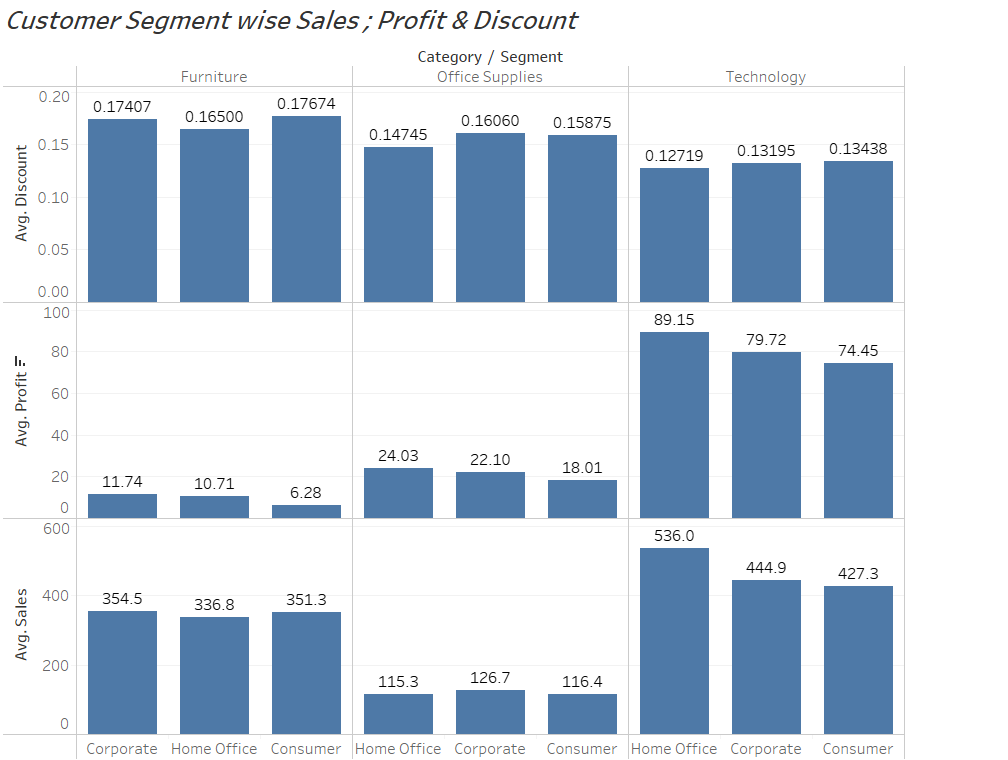 Customer Segment wise Sales ; Profit & Discount
Category / Segment
Furniture Office Supplies Technology
Avg. Discount
0.20
0.15
0.10
0.05
0.00
0.17407 0.16500 0.17674 0.14745 0.16060 0.15875 0.12719 0.13195 0.13438
Avg. Profit
100
80
60
40
20
0
11.74 10.71 6.28 24.03 22.10 18.01 89.15 79.72 74.45
Avg. Sales
600
400
200
0
354.5 336.8 351.3 115.3 126.7 116.4 536.0 444.9 427.3
Corporate Home Office Consumer Home Office Corporate Consumer Home Office Corporate Consumer